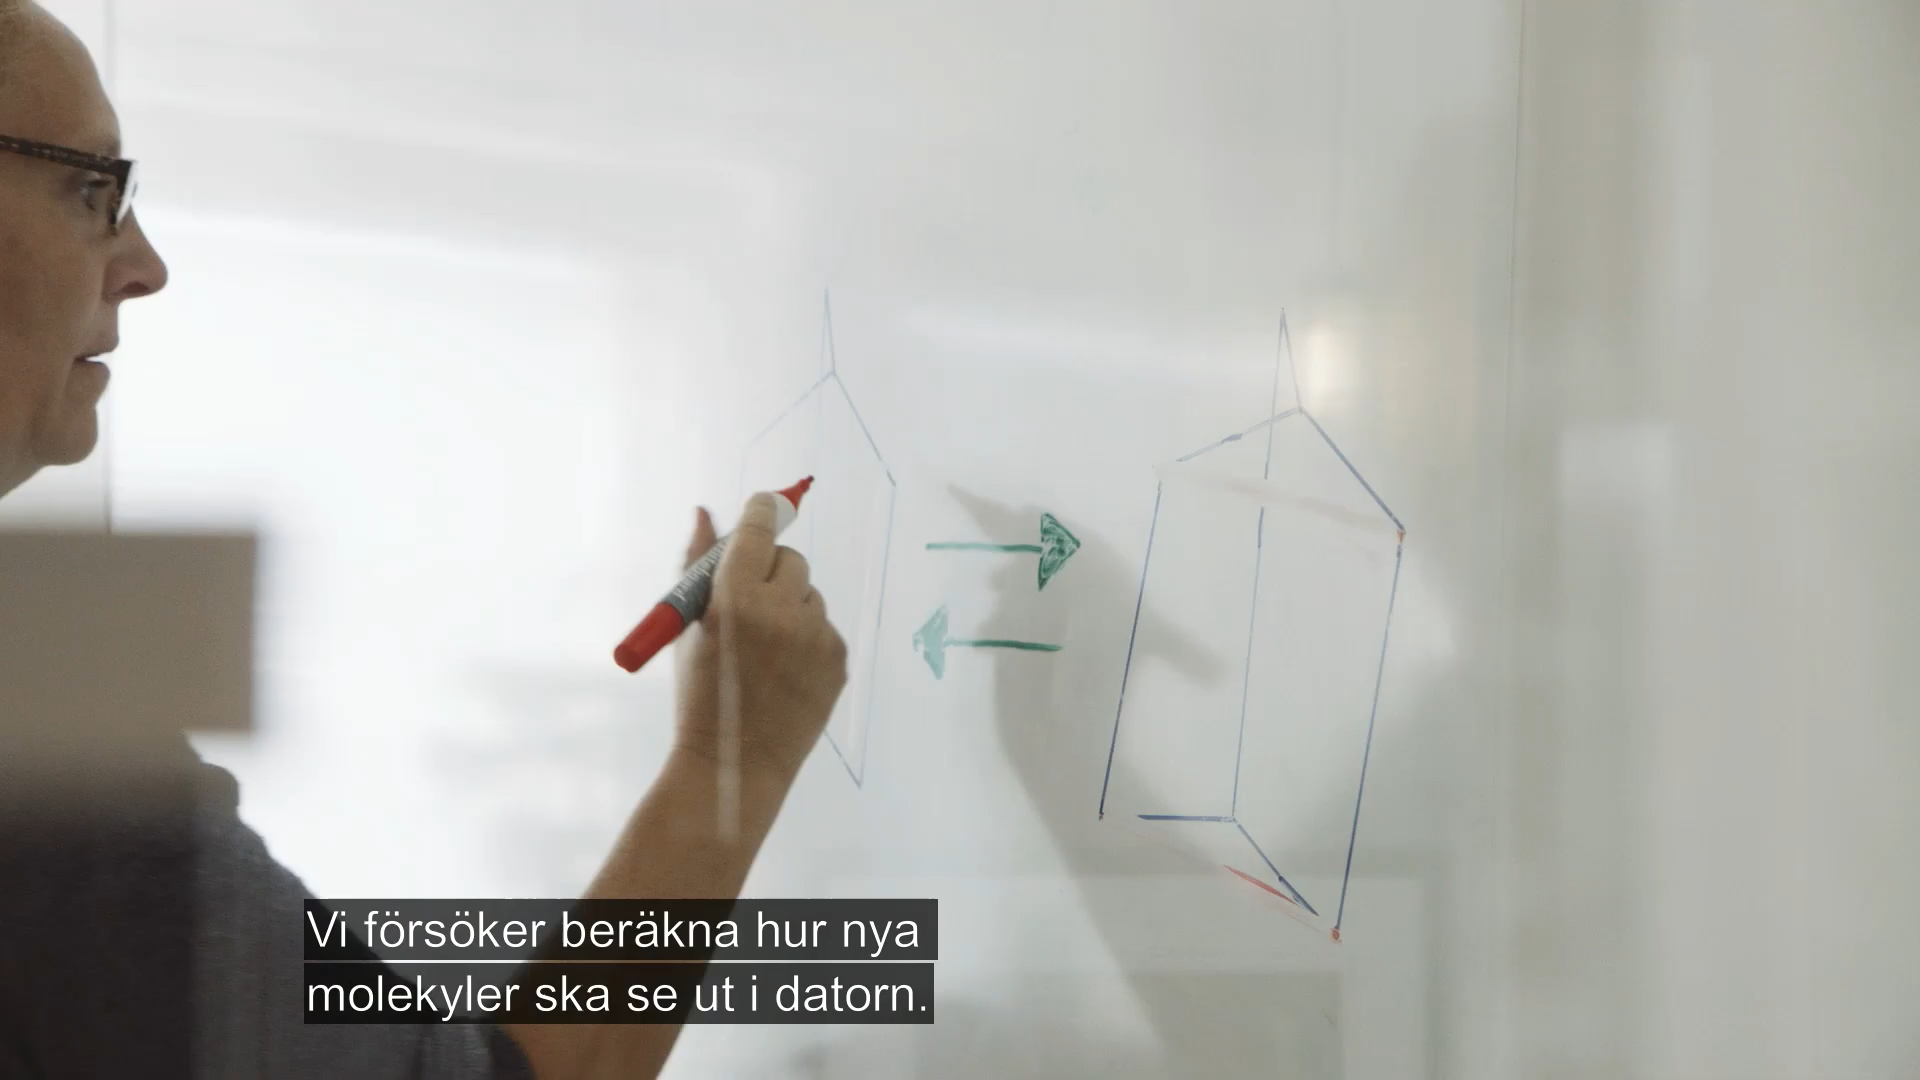 Vi försöker beräkna hur nya
molekyler ska se ut i datorn.